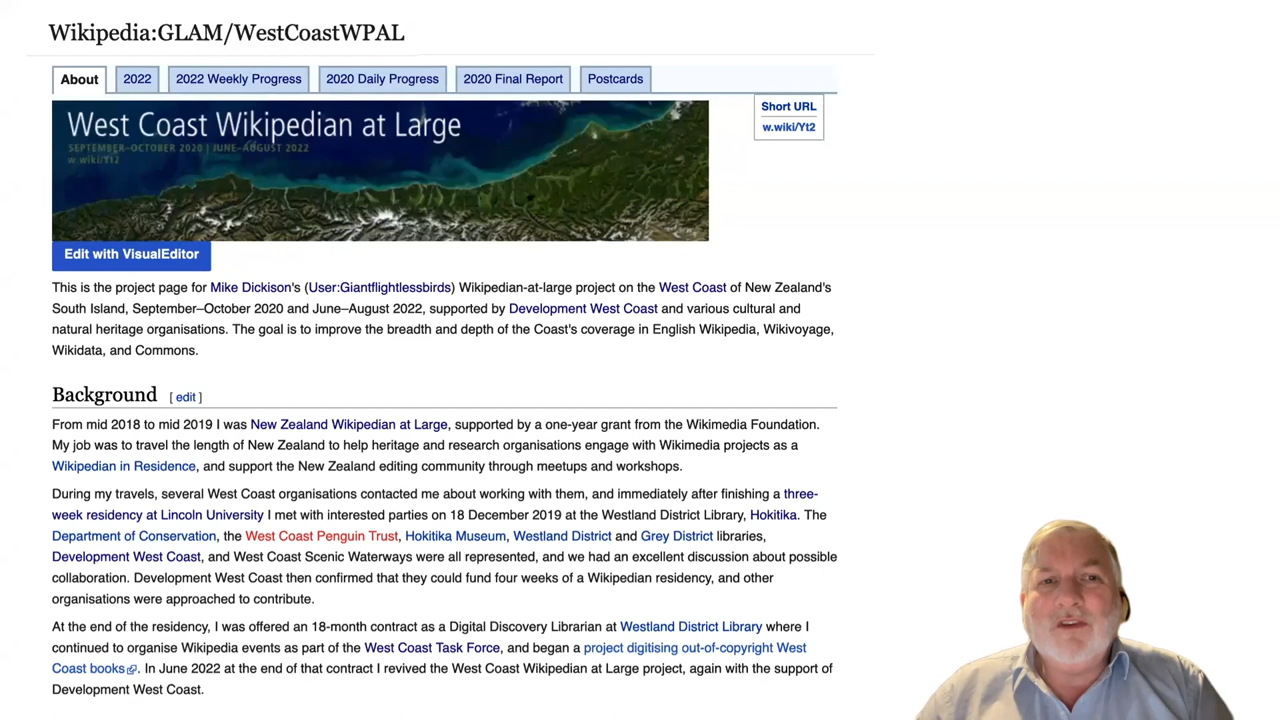 Wikipedia:GLAM/WestCoastWPAL
About 2022 2022 Weekly Progress 2020 Daily Progress 2020 Final Report Postcards
Short URL
w.wiki/Yt2
West Coast Wikipedian at Large
SEPTEMBER–OCTOBER 2020 | JUNE–AUGUST 2022
w.wiki/Yt2
Edit with VisualEditor
This is the project page for Mike Dickison's (User:Giantflightlessbirds) Wikipedian-at-large project on the West Coast of New Zealand's
South Island, September–October 2020 and June–August 2022, supported by Development West Coast and various cultural and
natural heritage organisations. The goal is to improve the breadth and depth of the Coast's coverage in English Wikipedia, Wikivoyage,
Wikidata, and Commons.
Background [ edit ]
From mid 2018 to mid 2019 I was New Zealand Wikipedian at Large, supported by a one-year grant from the Wikimedia Foundation.
My job was to travel the length of New Zealand to help heritage and research organisations engage with Wikimedia projects as a
Wikipedian in Residence, and support the New Zealand editing community through meetups and workshops.
During my travels, several West Coast organisations contacted me about working with them, and immediately after finishing a three-
week residency at Lincoln University I met with interested parties on 18 December 2019 at the Westland District Library, Hokitika. The
Department of Conservation, the West Coast Penguin Trust, Hokitika Museum, Westland District and Grey District libraries,
Development West Coast, and West Coast Scenic Waterways were all represented, and we had an excellent discussion about possible
collaboration. Development West Coast then confirmed that they could fund four weeks of a Wikipedian residency, and other
organisations were approached to contribute.
At the end of the residency, I was offered an 18-month contract as a Digital Discovery Librarian at Westland District Library where I
continued to organise Wikipedia events as part of the West Coast Task Force, and began a project digitising out-of-copyright West
Coast books. In June 2022 at the end of that contract I revived the West Coast Wikipedian at Large project, again with the support of
Development West Coast.